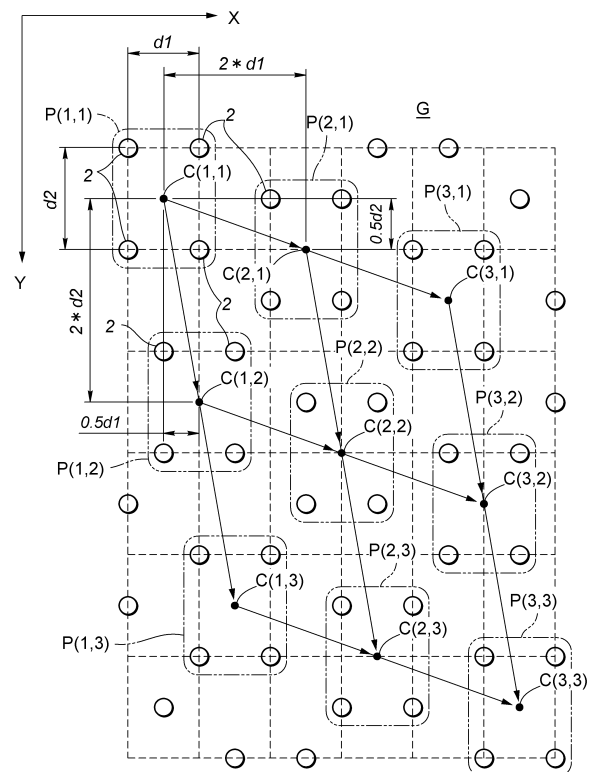 X
d1
2*d1
G
P(1,1)
2
P(2,1)
2
C(1,1)
P(3,1)
d2
0.5d2
Y
C(2,1)
C(3,1)
2
2*d2
2
P(2,2)
C(1,2)
P(3,2)
0.5d1
C(2,2)
P(1,2)
C(3,2)
P(2,3)
C(1,3)
P(3,3)
P(1,3)
C(2,3)
C(3,3)